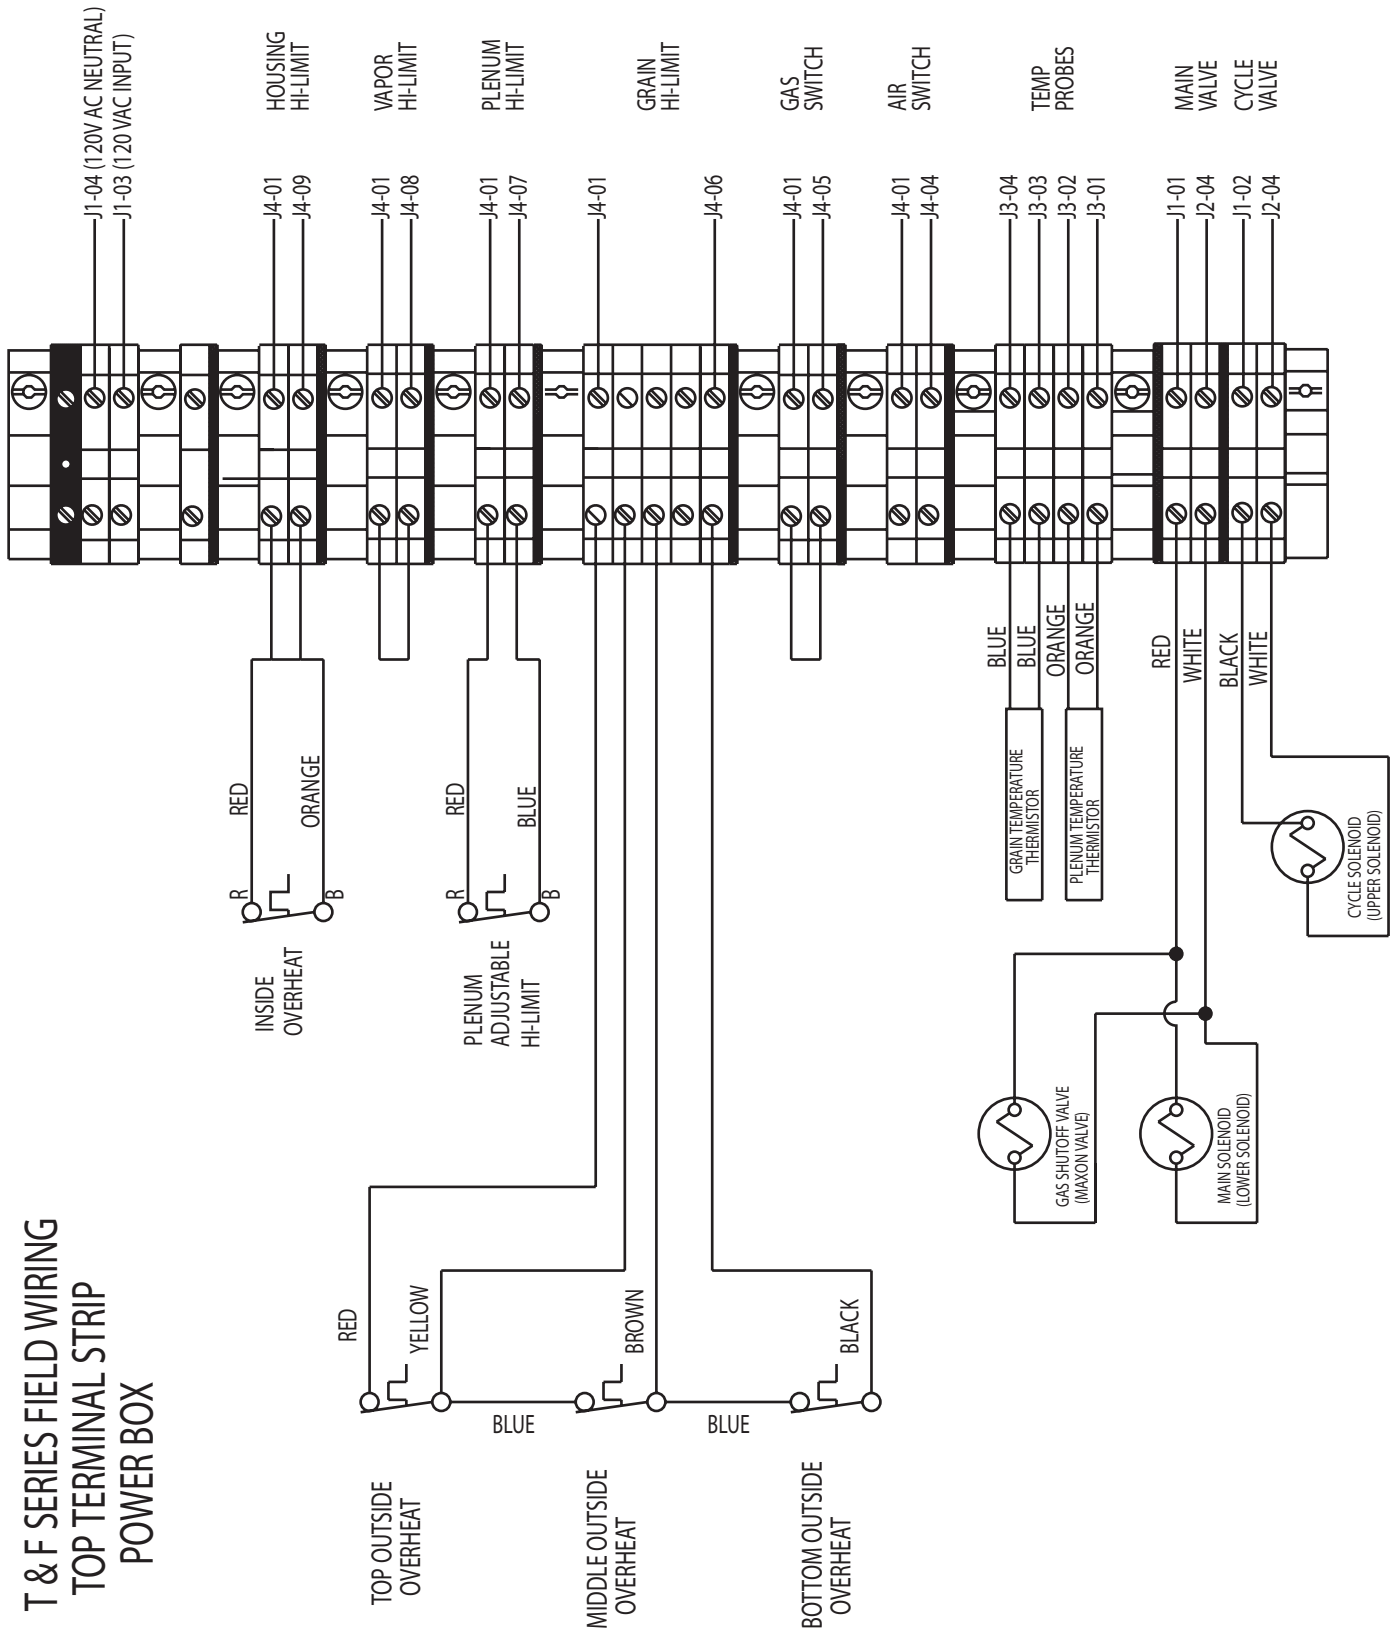 T & F SERIES FIELD WIRING
TOP TERMINAL STRIP
POWER BOX
J1-04 (120V AC NEUTRAL)
J1-03 (120 VAC INPUT)
HOUSING
HI-LIMIT
J4-01
J4-09
VAPOR
HI-LIMIT
J4-01
J4-08
PLENUM
HI-LIMIT
J4-01
J4-07
GRAIN
HI-LIMIT
J4-01
J4-06
GAS
SWITCH
J4-01
J4-05
AIR
SWITCH
J4-01
J4-04
TEMP
PROBES
J3-04
J3-03
J3-02
J3-01
MAIN
VALVE
J1-01
J2-04
CYCLE
VALVE
J1-02
J2-04
RED
ORANGE
R
B
INSIDE
OVERHEAT
RED
BLUE
R
B
PLENUM
ADJUSTABLE
HI-LIMIT
BLUE
BLUE
ORANGE
ORANGE
GRAIN TEMPERATURE
THERMISTOR
PLENUM TEMPERATURE
THERMISTOR
RED
WHITE
BLACK
WHITE
CYCLE SOLENOID
(UPPER SOLENOID)
GAS SHUTOFF VALVE
(MAXON VALVE)
MAIN SOLENOID
(LOWER SOLENOID)
RED
YELLOW
BROWN
BLACK
BLUE
BLUE
TOP OUTSIDE
OVERHEAT
MIDDLE OUTSIDE
OVERHEAT
BOTTOM OUTSIDE
OVERHEAT